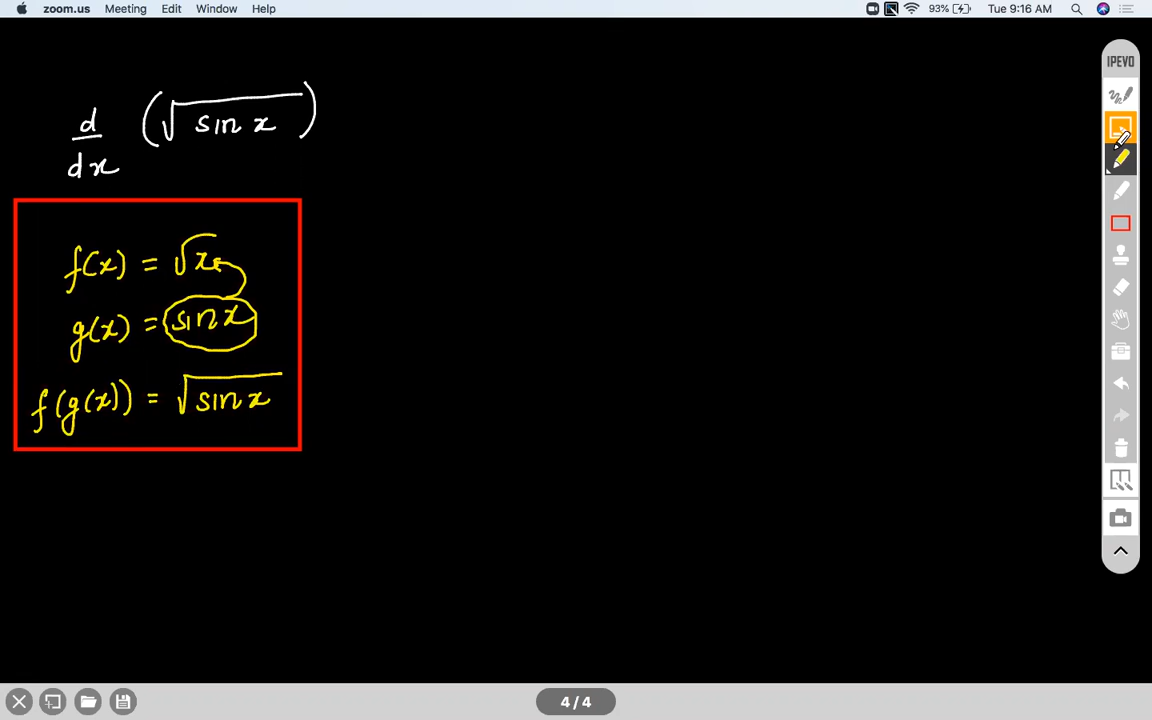 zoom.us Meeting Edit Window Help 93% Tue 9:16 AM
IPEVO
d/dx (√sin x)
f(x) = √x
g(x) = sin x
f(g(x)) = √sin x
4 / 4